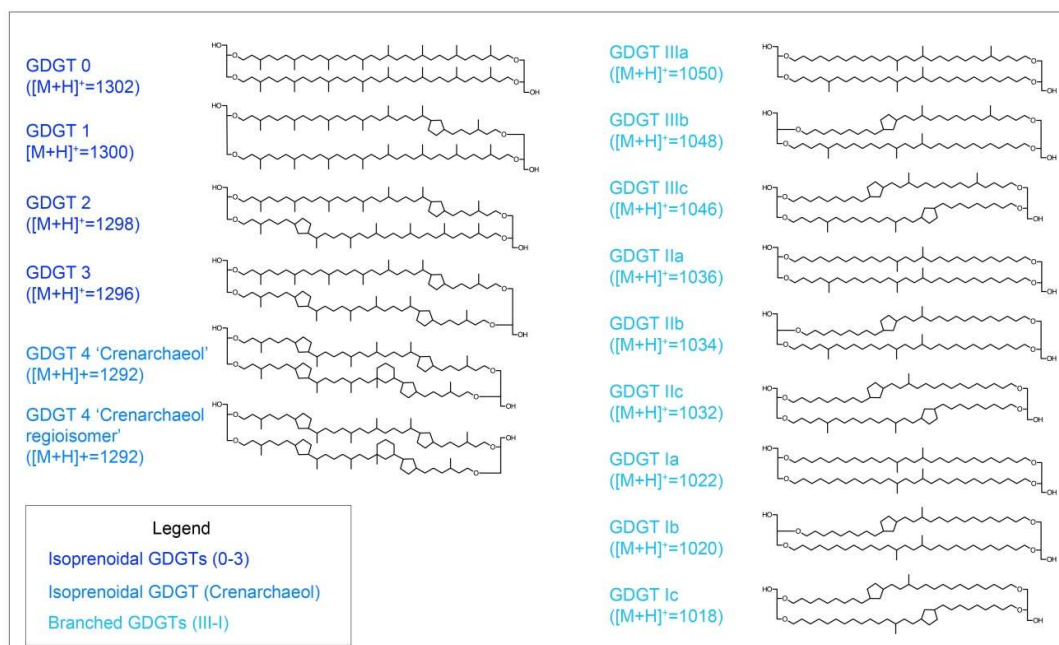 GDGT 0
([M+H]⁺=1302)
GDGT 1
[M+H]⁺=1300)
GDGT 2
([M+H]⁺=1298)
GDGT 3
([M+H]⁺=1296)
GDGT 4 ‘Crenarchaeol’
([M+H]+=1292)
GDGT 4 ‘Crenarchaeol
regioisomer’
([M+H]+=1292)
Legend
Isoprenoidal GDGTs (0-3)
Isoprenoidal GDGT (Crenarchaeol)
Branched GDGTs (III-I)
GDGT IIIa
([M+H]⁺=1050)
GDGT IIIb
([M+H]⁺=1048)
GDGT IIIc
([M+H]⁺=1046)
GDGT IIa
([M+H]⁺=1036)
GDGT IIb
([M+H]⁺=1034)
GDGT IIc
([M+H]⁺=1032)
GDGT Ia
([M+H]⁺=1022)
GDGT Ib
([M+H]⁺=1020)
GDGT Ic
([M+H]⁺=1018)